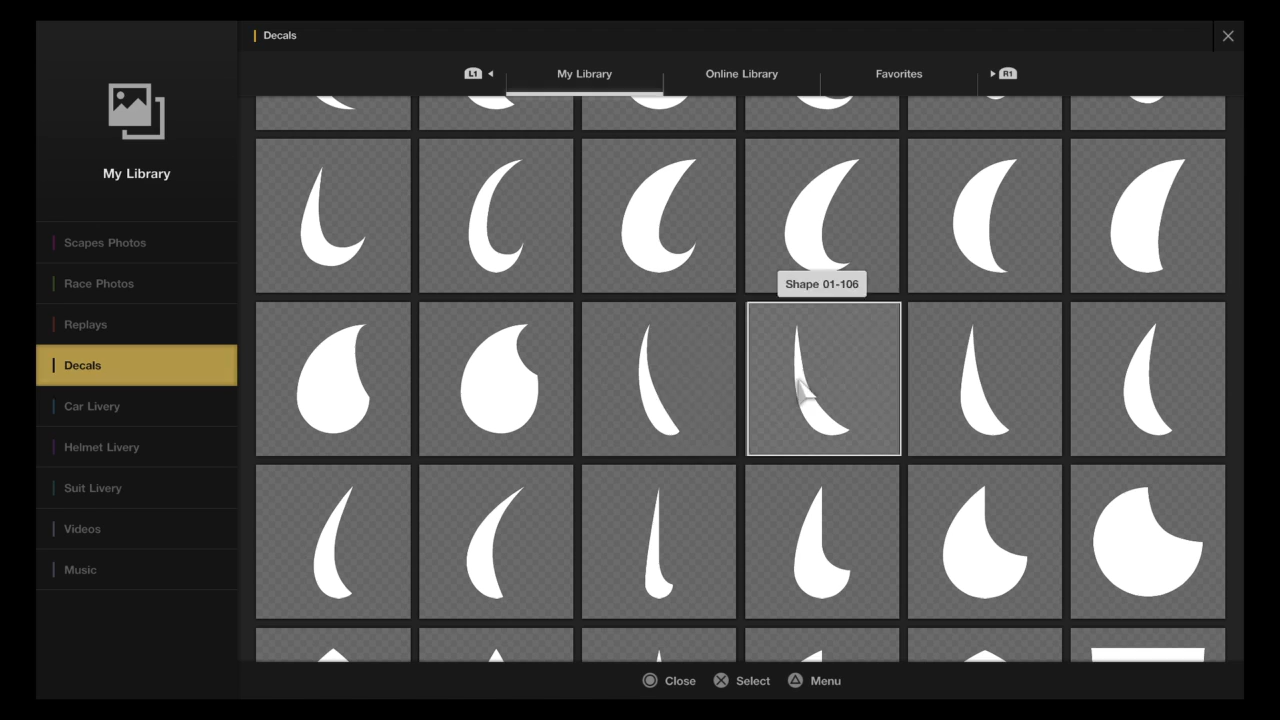 Decals
L1 My Library Online Library Favorites R1
My Library
Scapes Photos
Race Photos
Replays
Decals
Car Livery
Helmet Livery
Suit Livery
Videos
Music
Shape 01-106
Close Select Menu